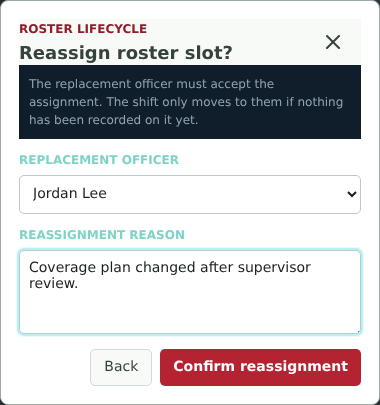 ROSTER LIFECYCLE
Reassign roster slot?
The replacement officer must accept the
assignment. The shift only moves to them if nothing
has been recorded on it yet.
REPLACEMENT OFFICER
Jordan Lee
REASSIGNMENT REASON
Coverage plan changed after supervisor
review.
Back
Confirm reassignment